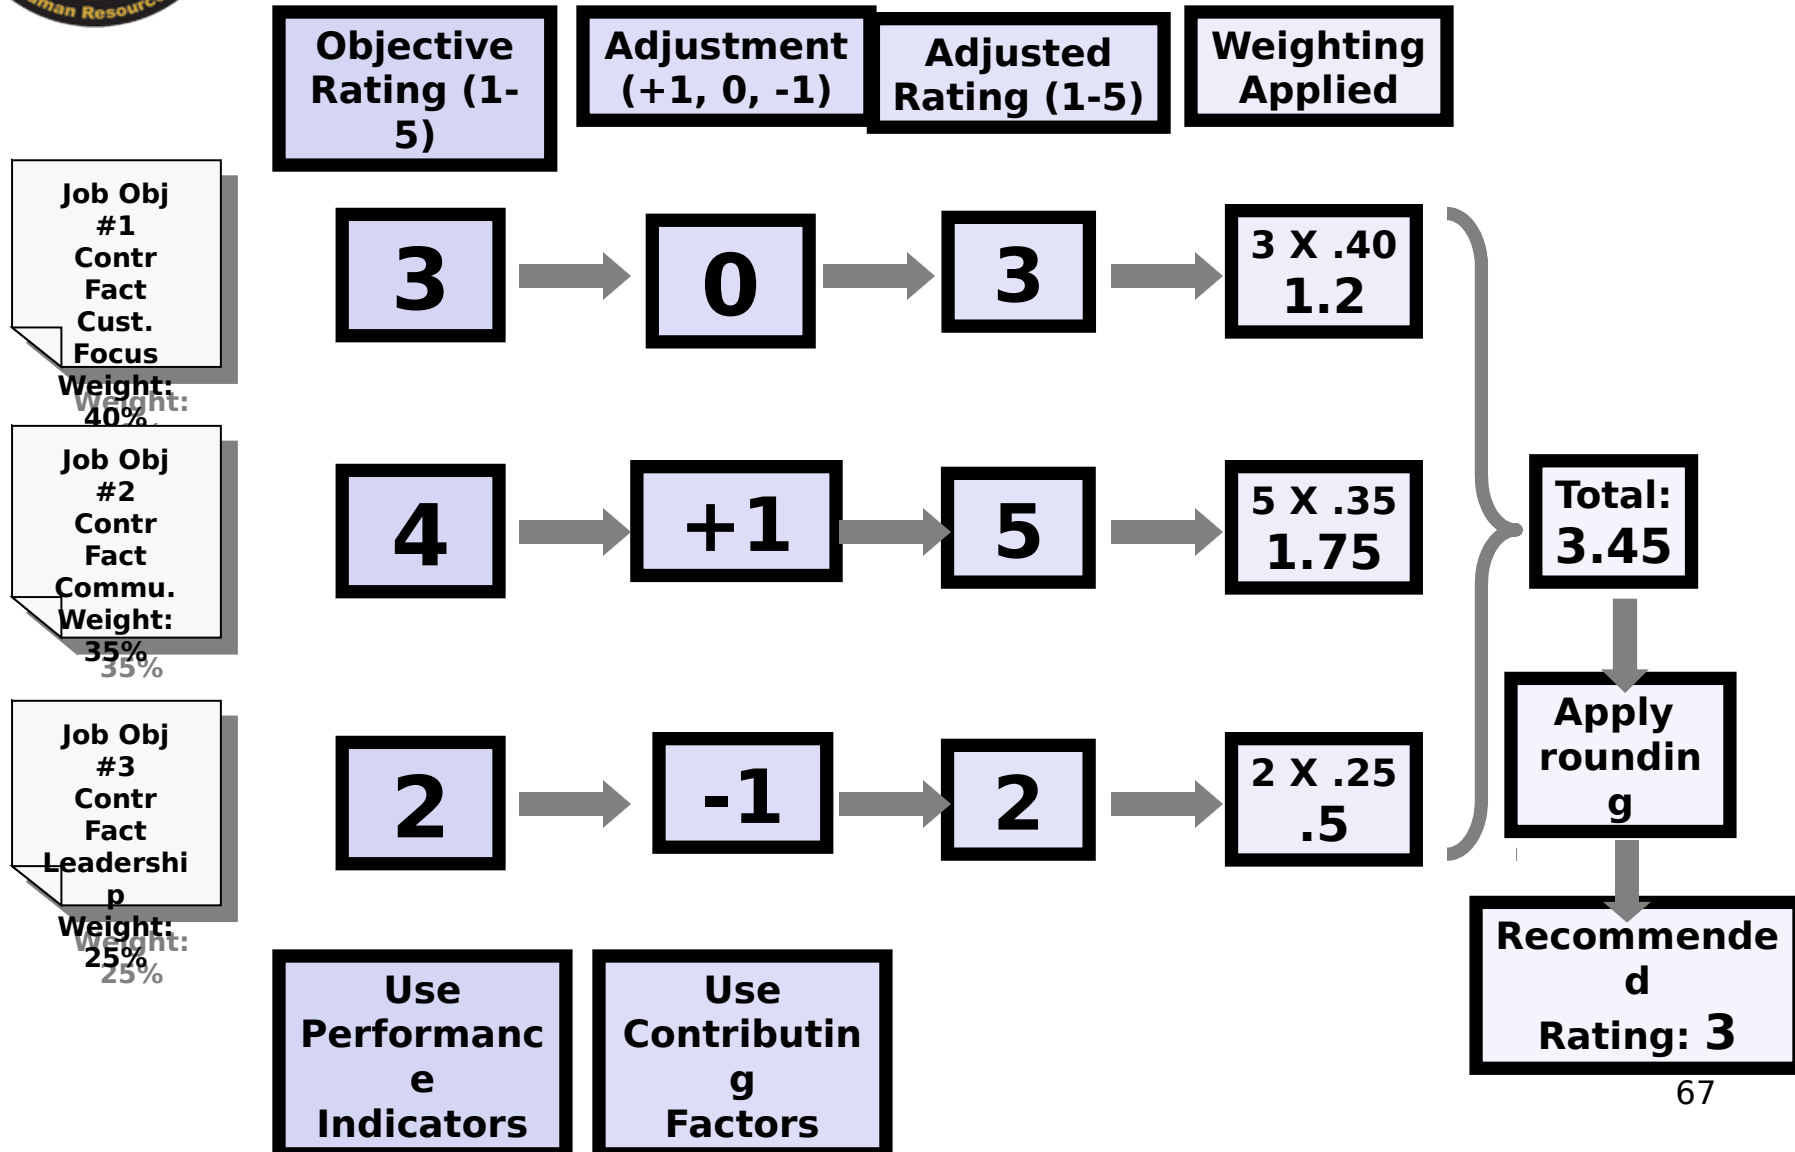 Human Resource
Objective
Rating (1-
5)
Adjustment
(+1, 0, -1)
Adjusted
Rating (1-5)
Weighting
Applied
Job Obj
#1
Contr
Fact
Cust.
Focus
Weight:
40%
3
0
3
3 X .40
1.2
Job Obj
#2
Contr
Fact
Commu.
Weight:
35%
4
+1
5
5 X .35
1.75
Total:
3.45
Job Obj
#3
Contr
Fact
Leadershi
p
Weight:
25%
2
-1
2
2 X .25
.5
Apply
roundin
g
Recommende
d
Rating: 3
Use
Performanc
e
Indicators
Use
Contributin
g
Factors
67